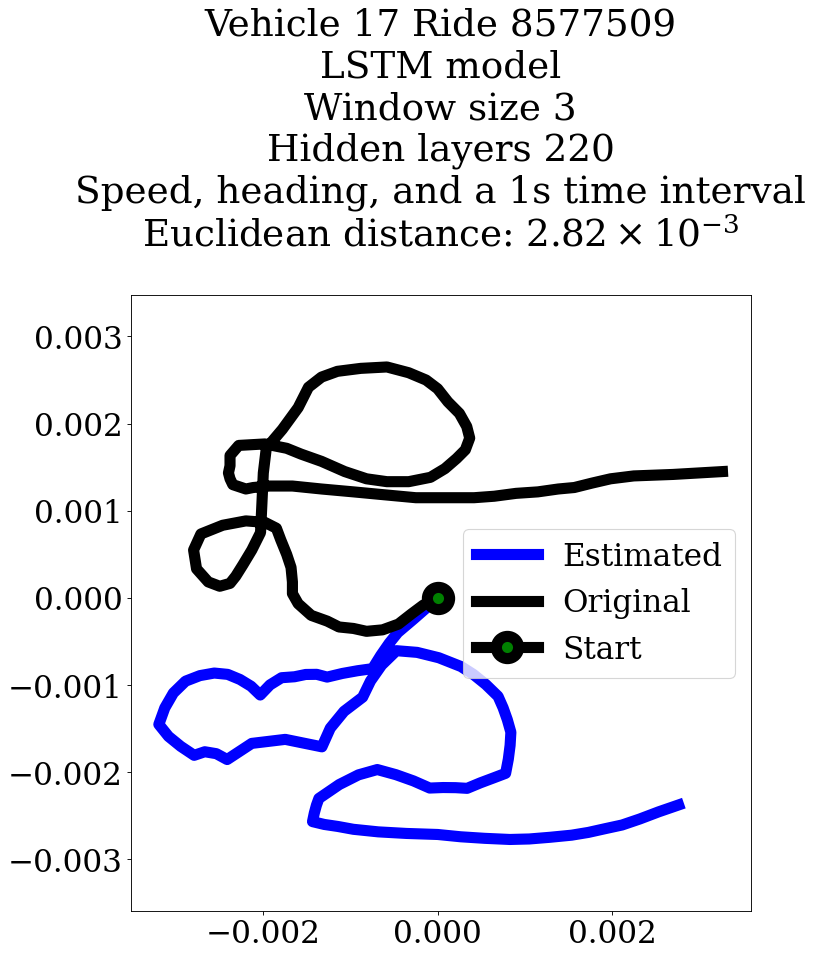 Vehicle 17 Ride 8577509
LSTM model
Window size 3
Hidden layers 220
Speed, heading, and a 1s time interval
Euclidean distance: 2.82 × 10⁻³
0.003
0.002
0.001
0.000
−0.001
−0.002
−0.003
Estimated
Original
Start
−0.002 0.000 0.002